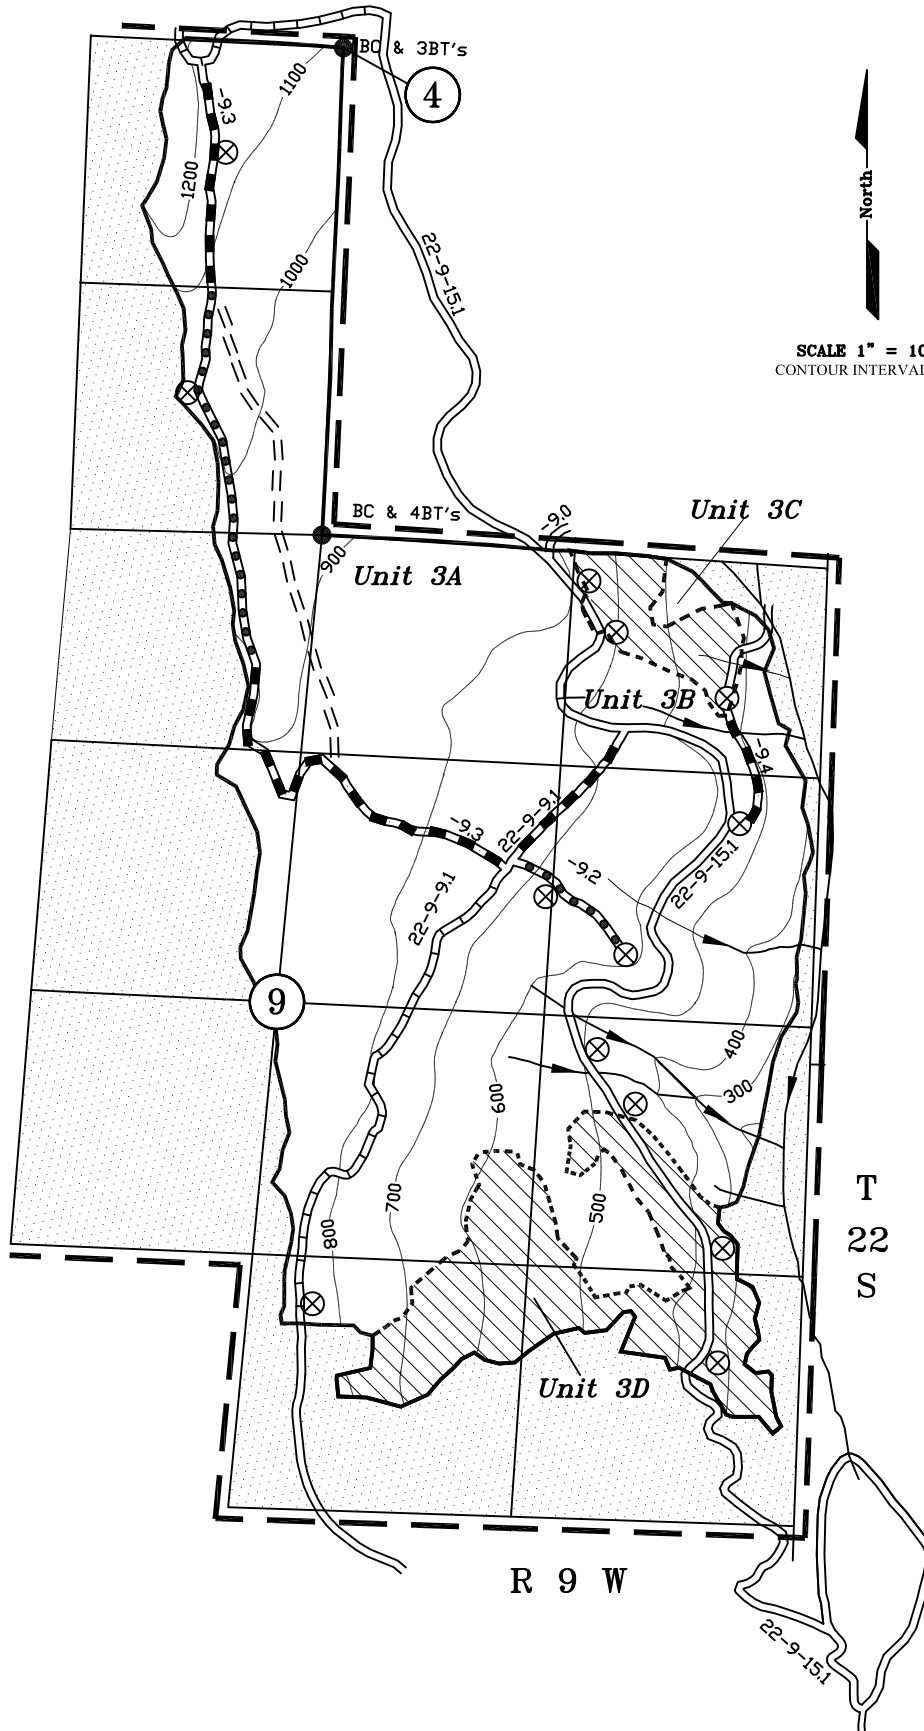 BC & 3BT's
4
1100
-9.3
1200
North
22-9-15.1
1000
SCALE 1" = 10
CONTOUR INTERVAL
BC & 4BT's
-9.0
Unit 3C
900
Unit 3A
Unit 3B
-9.4
22-9-9.1
-9.3
-9.2
22-9-15.1
22-9-9.1
9
400
300
600
500
700
800
T
22
S
Unit 3D
R 9 W
22-9-15.1